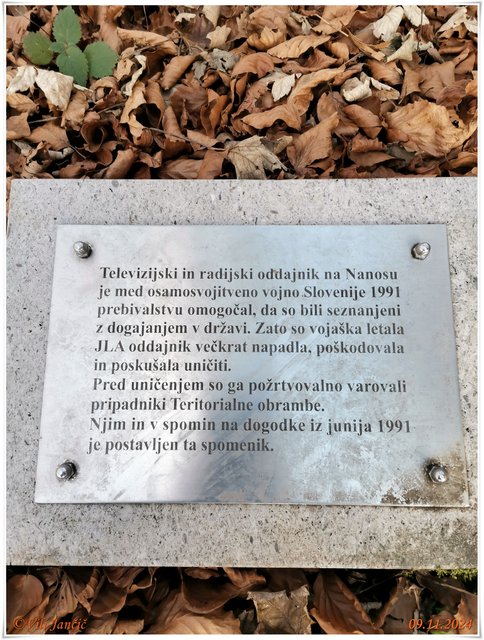 Televizijski in radijski oddajnik na Nanosu
je med osamosvojitveno vojno Slovenije 1991
prebivalstvu omogočal, da so bili seznanjeni
z dogajanjem v državi. Zato so vojaška letala
JLA oddajnik večkrat napadla, poškodovala
in poskušala uničiti.
Pred uničenjem so ga požrtvovalno varovali
pripadniki Teritorialne obrambe.
Njim in v spomin na dogodke iz junija 1991
je postavljen ta spomenik.
©Vili Jančič
09.11.2024